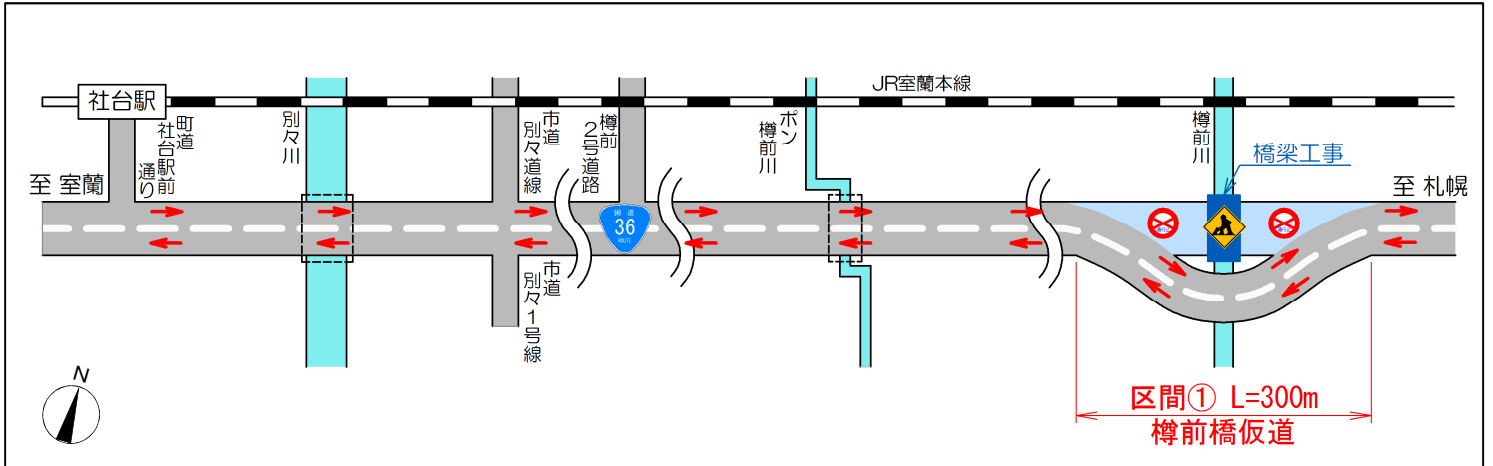 JR室蘭本線
社台駅
町道
社台駅前
通り
別々川
市道
別々道線
樽前
2号道路
ポン
樽前川
樽前川
橋梁工事
至 室蘭
至 札幌
国道
36
ROUTE
市道
別々1号線
N
区間① L=300m
樽前橋仮道